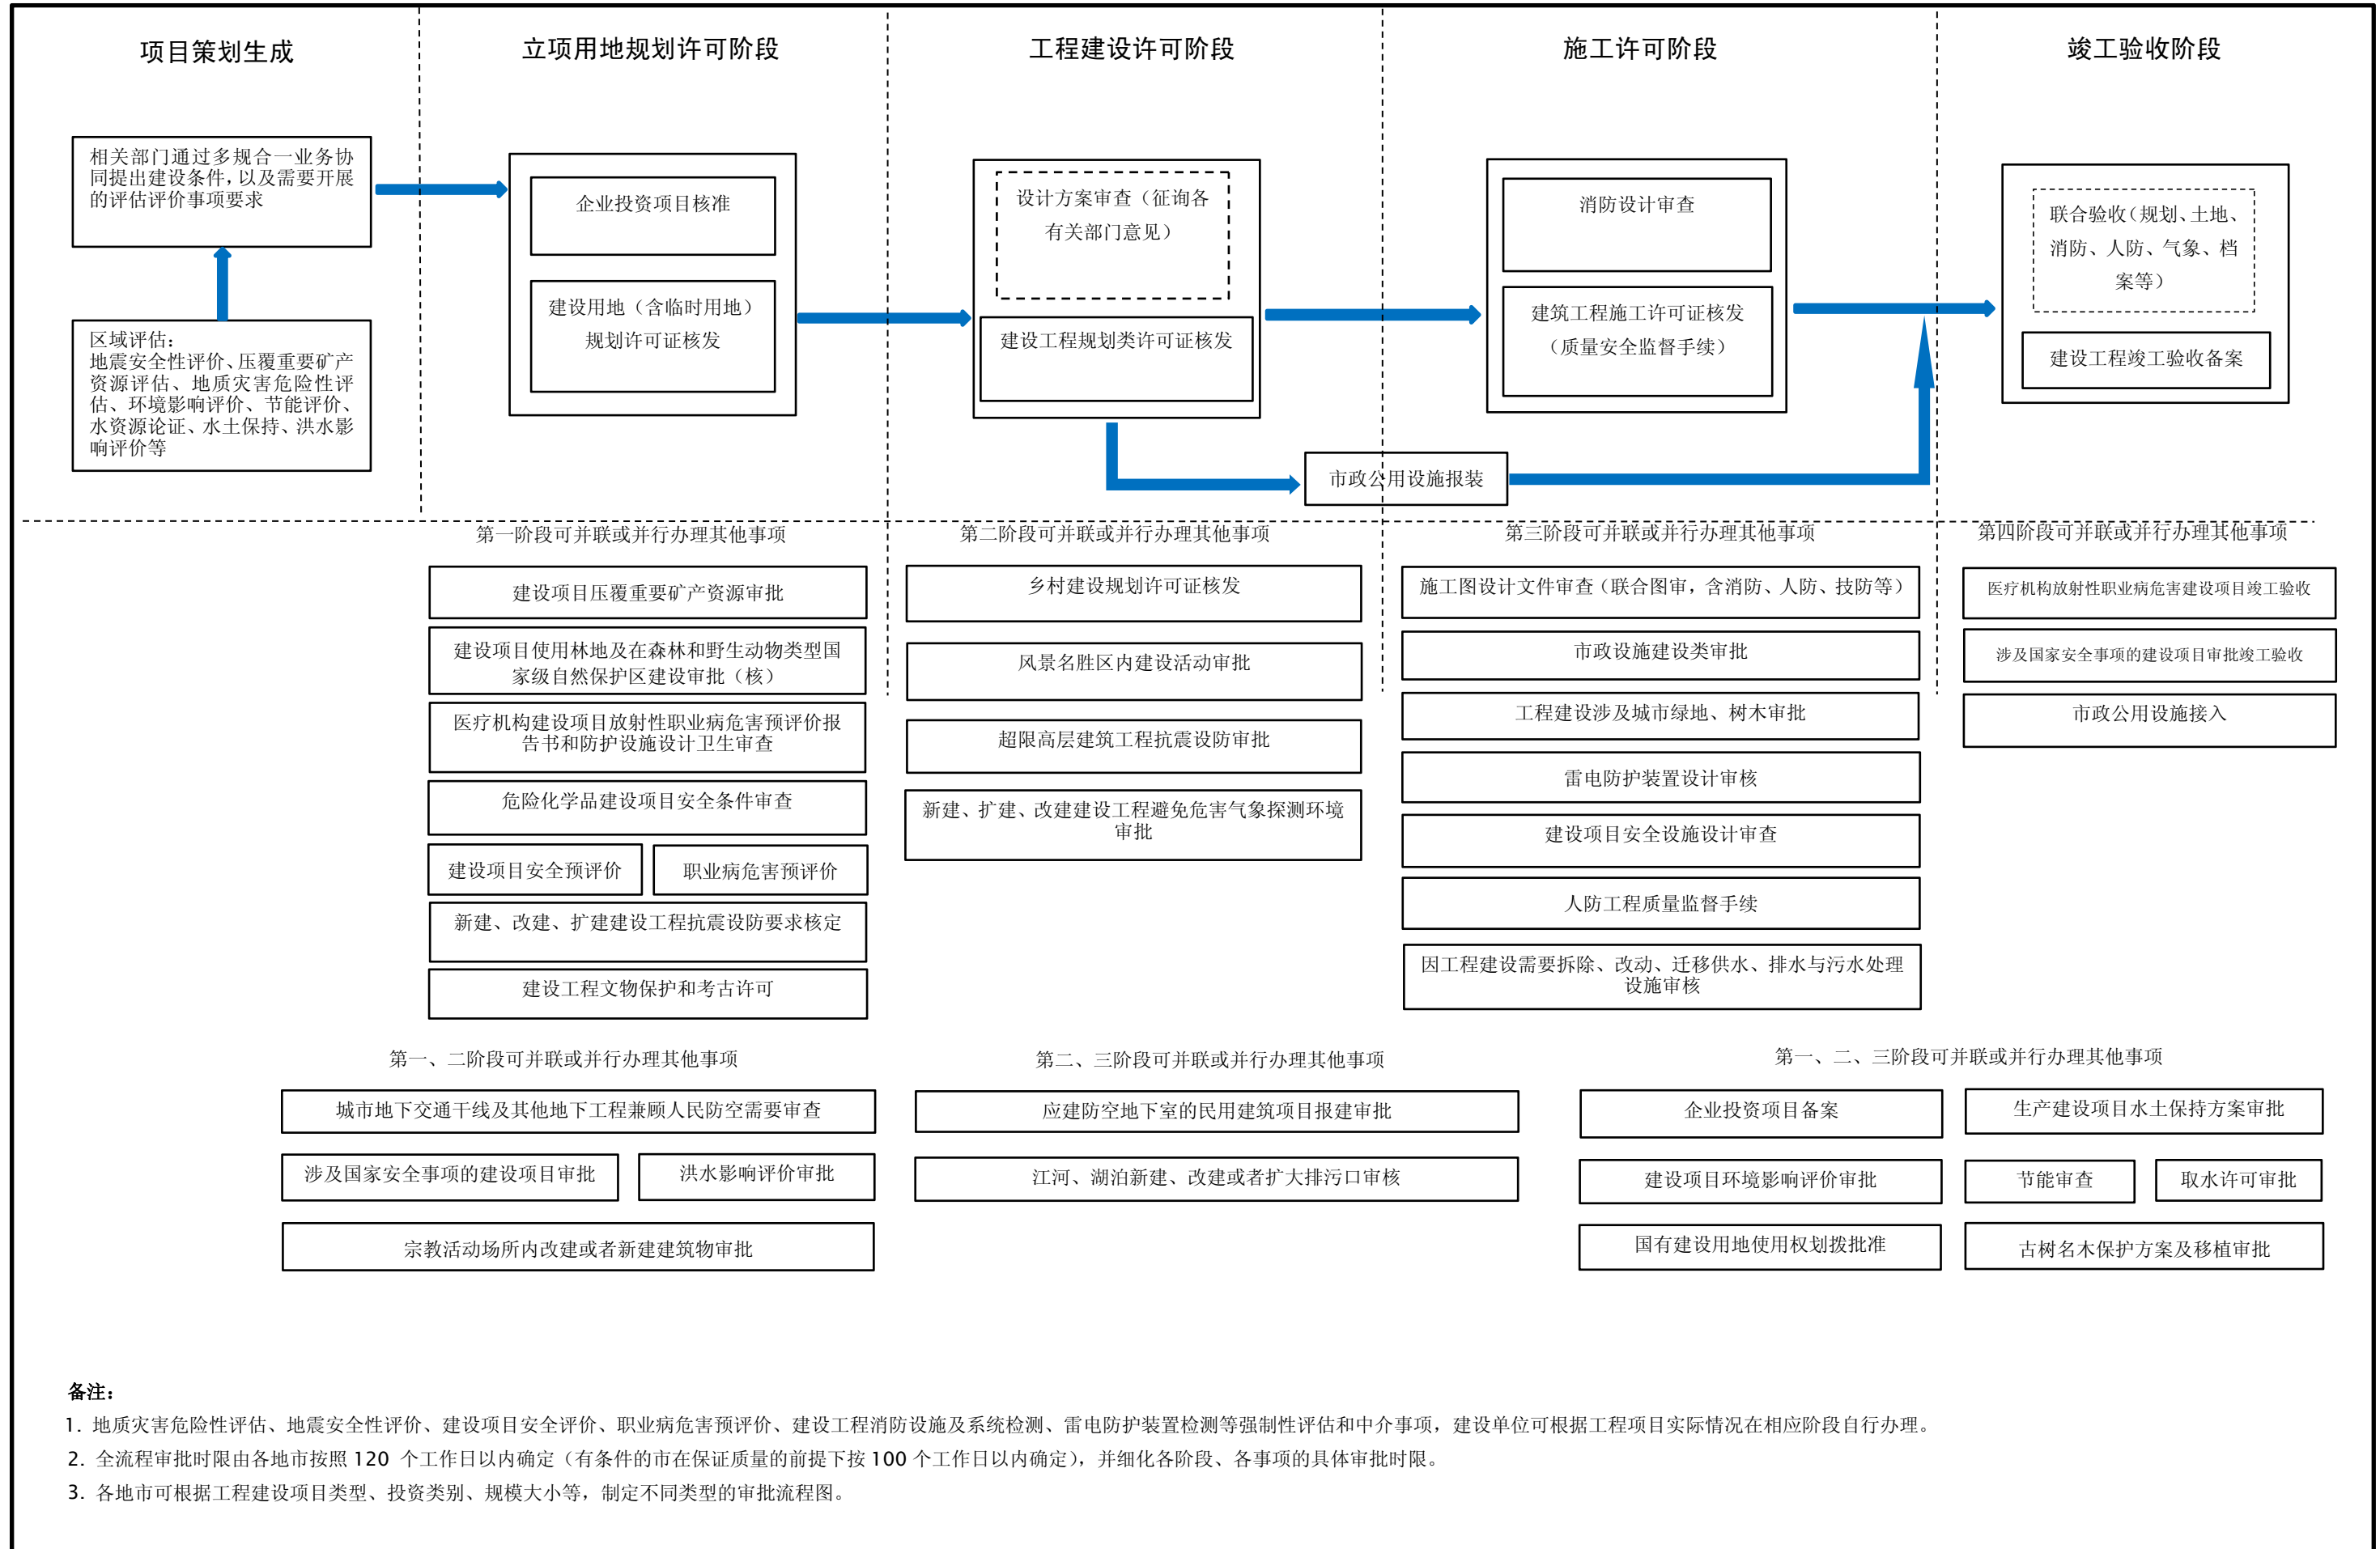 项目策划生成
立项用地规划许可阶段
工程建设许可阶段
施工许可阶段
竣工验收阶段
相关部门通过多规合一业务协
同提出建设条件，以及需要开展
的评估评价事项要求
区域评估：
地震安全性评价、压覆重要矿产
资源评估、地质灾害危险性评
估、环境影响评价、节能评价、
水资源论证、水土保持、洪水影
响评价等
企业投资项目核准
建设用地（含临时用地）
规划许可证核发
设计方案审查（征询各
有关部门意见）
建设工程规划类许可证核发
消防设计审查
建筑工程施工许可证核发
（质量安全监督手续）
联合验收（规划、土地、
消防、人防、气象、档
案等）
建设工程竣工验收备案
市政公用设施报装
第一阶段可并联或并行办理其他事项
建设项目压覆重要矿产资源审批
建设项目使用林地及在森林和野生动物类型国
家级自然保护区建设审批（核）
医疗机构建设项目放射性职业病危害预评价报
告书和防护设施设计卫生审查
危险化学品建设项目安全条件审查
建设项目安全预评价
职业病危害预评价
新建、改建、扩建建设工程抗震设防要求核定
建设工程文物保护和考古许可
第二阶段可并联或并行办理其他事项
乡村建设规划许可证核发
风景名胜区内建设活动审批
超限高层建筑工程抗震设防审批
新建、扩建、改建建设工程避免危害气象探测环境
审批
第三阶段可并联或并行办理其他事项
施工图设计文件审查（联合图审，含消防、人防、技防等）
市政设施建设类审批
工程建设涉及城市绿地、树木审批
雷电防护装置设计审核
建设项目安全设施设计审查
人防工程质量监督手续
因工程建设需要拆除、改动、迁移供水、排水与污水处理
设施审核
第四阶段可并联或并行办理其他事项
医疗机构放射性职业病危害建设项目竣工验收
涉及国家安全事项的建设项目审批竣工验收
市政公用设施接入
第一、二阶段可并联或并行办理其他事项
城市地下交通干线及其他地下工程兼顾人民防空需要审查
涉及国家安全事项的建设项目审批
洪水影响评价审批
宗教活动场所内改建或者新建建筑物审批
第二、三阶段可并联或并行办理其他事项
应建防空地下室的民用建筑项目报建审批
江河、湖泊新建、改建或者扩大排污口审核
第一、二、三阶段可并联或并行办理其他事项
企业投资项目备案
生产建设项目水土保持方案审批
建设项目环境影响评价审批
节能审查
取水许可审批
国有建设用地使用权划拨批准
古树名木保护方案及移植审批
备注：
1. 地质灾害危险性评估、地震安全性评价、建设项目安全评价、职业病危害预评价、建设工程消防设施及系统检测、雷电防护装置检测等强制性评估和中介事项，建设单位可根据工程项目实际情况在相应阶段自行办理。
2. 全流程审批时限由各地市按照 120 个工作日以内确定（有条件的市在保证质量的前提下按 100 个工作日以内确定），并细化各阶段、各事项的具体审批时限。
3. 各地市可根据工程建设项目类型、投资类别、规模大小等，制定不同类型的审批流程图。